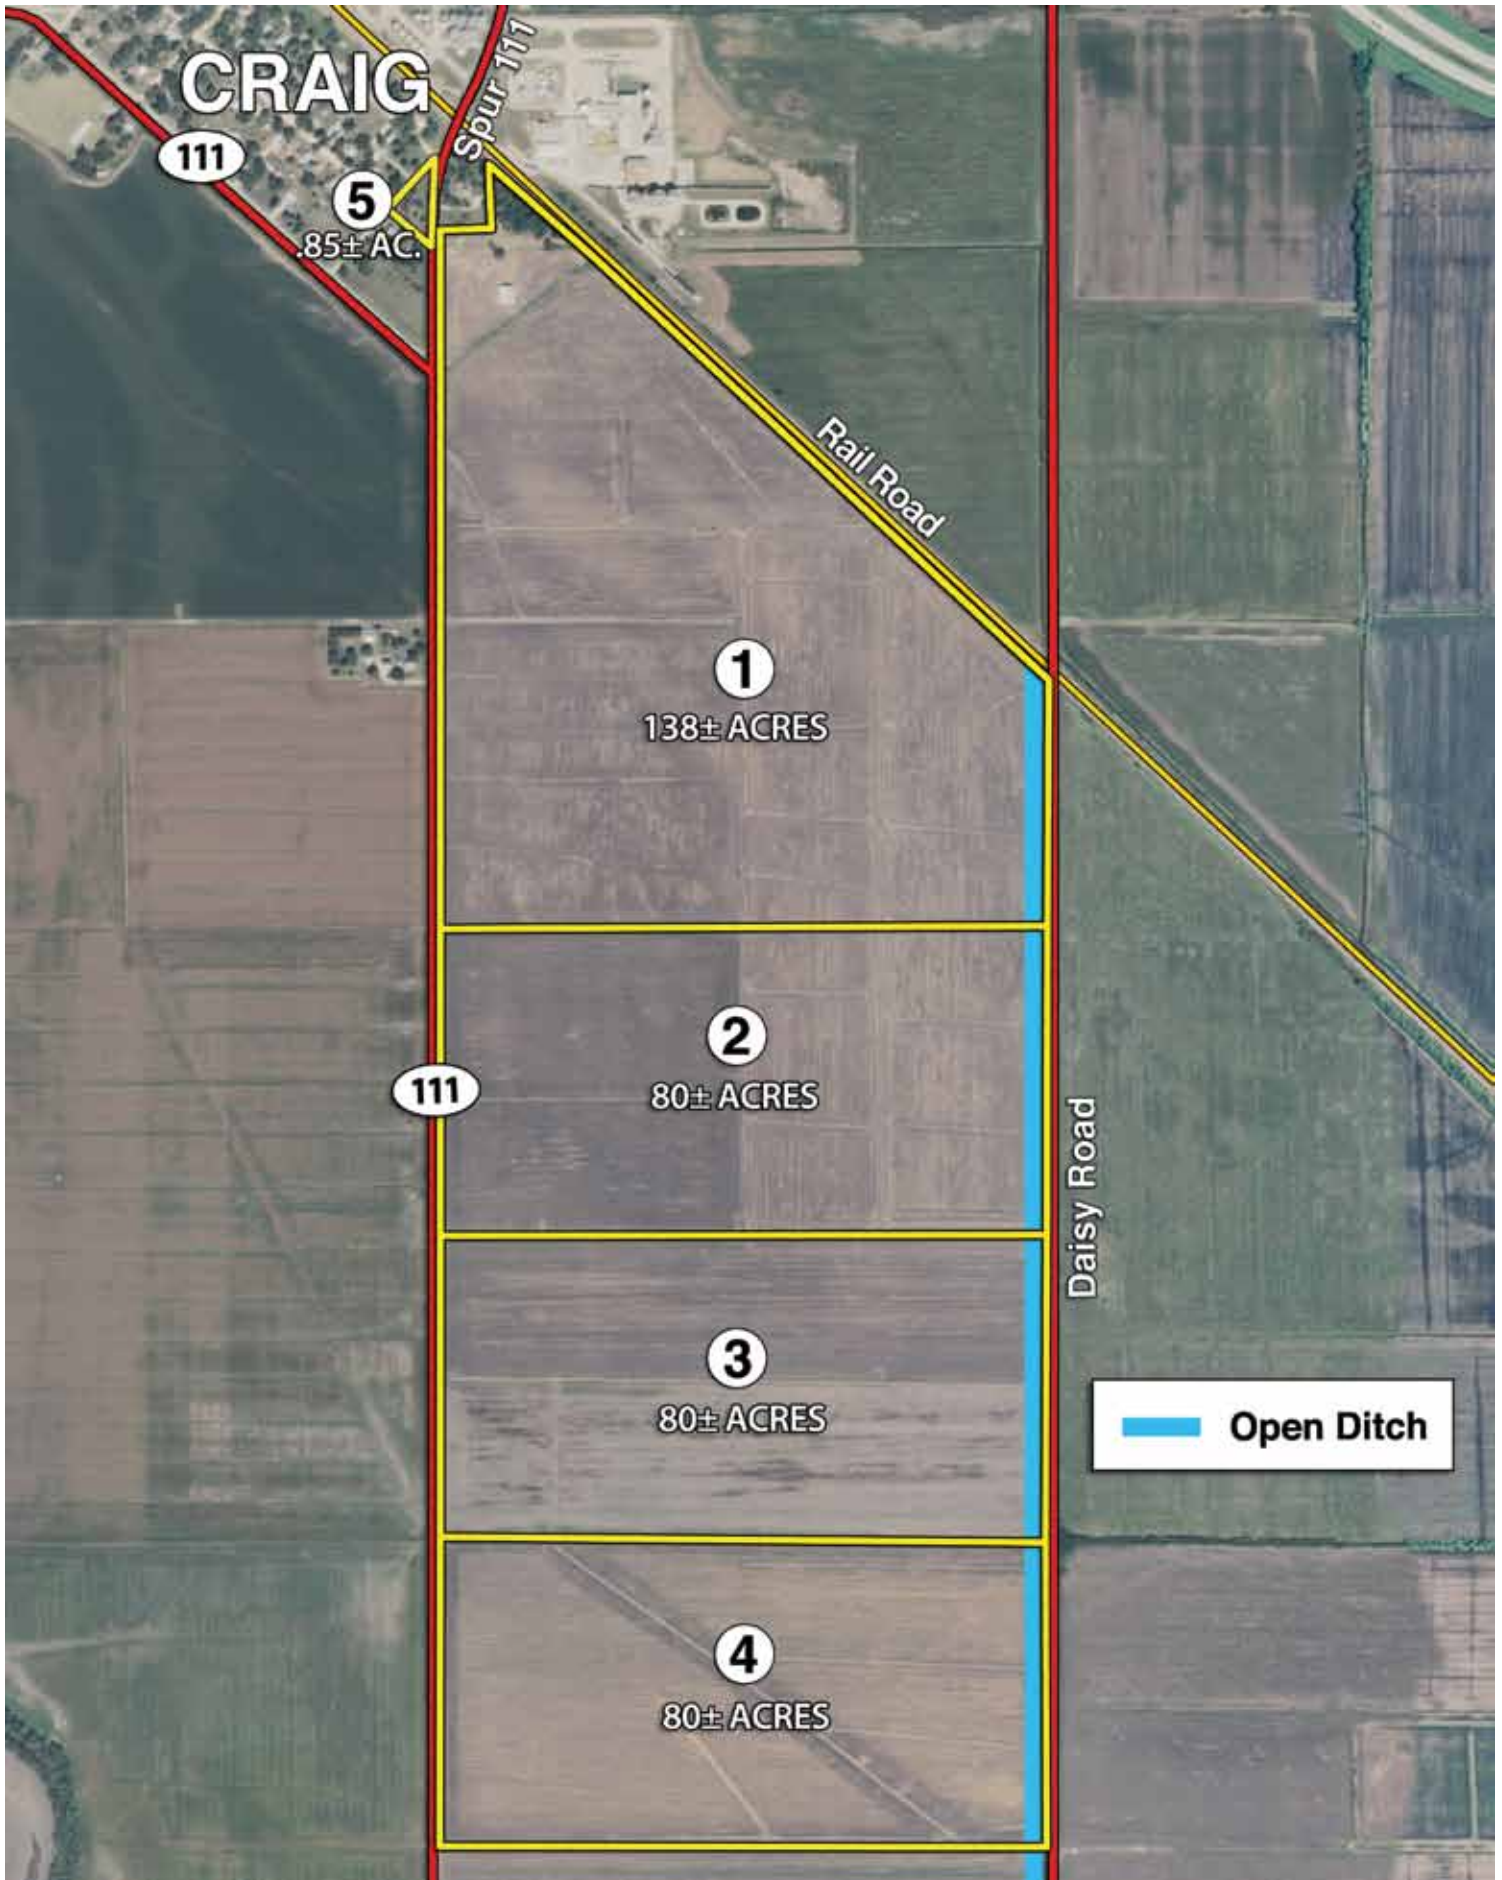 CRAIG
Spur 111
111
5
.85± AC.
Rail Road
1
138± ACRES
2
80± ACRES
111
Daisy Road
3
80± ACRES
Open Ditch
4
80± ACRES